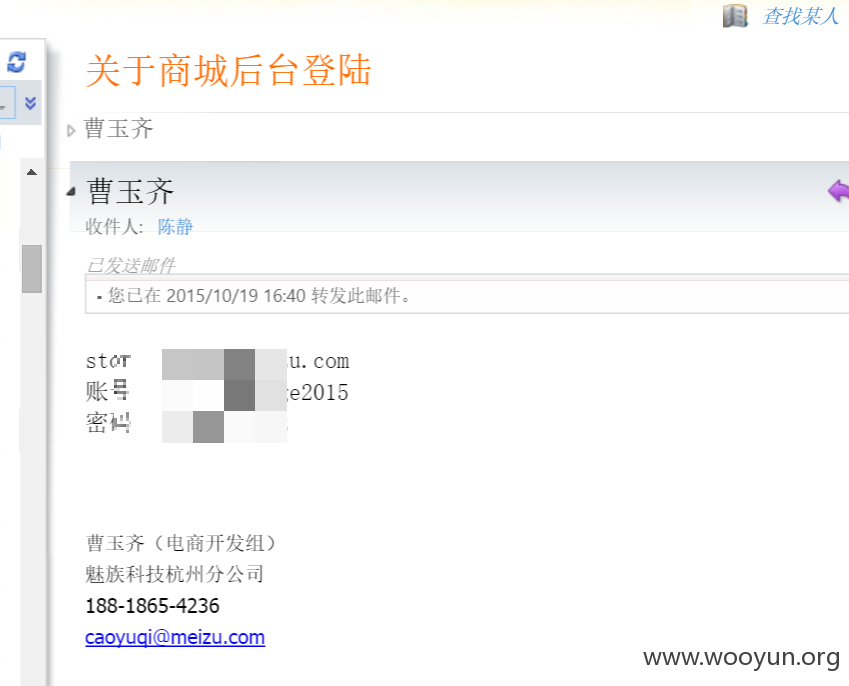 查找某人
关于商城后台登陆
曹玉齐
曹玉齐
收件人: 陈静
已发送邮件
您已在 2015/10/19 16:40 转发此邮件。
stor u.com
账号 e2015
密码
曹玉齐（电商开发组）
魅族科技杭州分公司
188-1865-4236
caoyuqi@meizu.com
www.wooyun.org